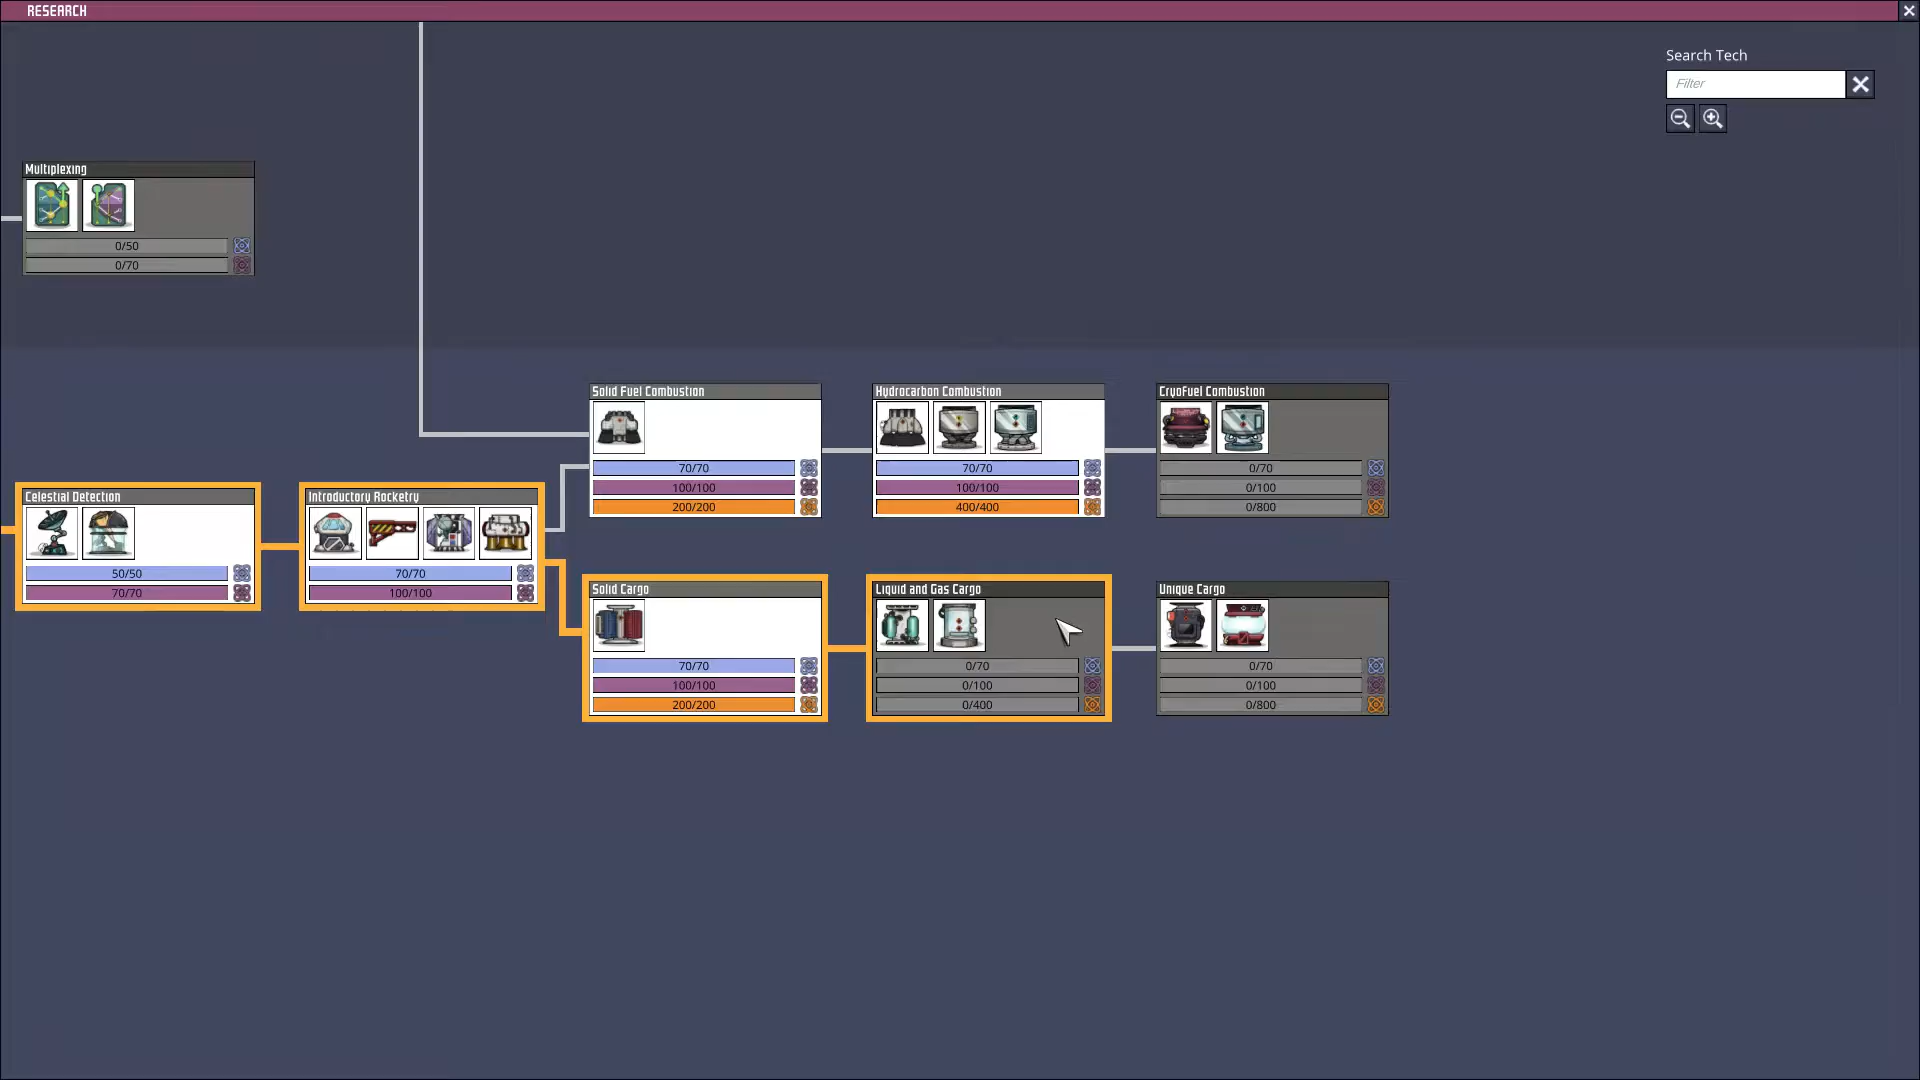 RESEARCH
Search Tech
Filter
Multiplexing
0/50
0/70
Solid Fuel Combustion
70/70
100/100
200/200
Hydrocarbon Combustion
70/70
100/100
400/400
CryoFuel Combustion
0/70
0/100
0/800
Celestial Detection
50/50
70/70
Introductory Rocketry
70/70
100/100
Solid Cargo
70/70
100/100
200/200
Liquid and Gas Cargo
0/70
0/100
0/400
Unique Cargo
0/70
0/100
0/800